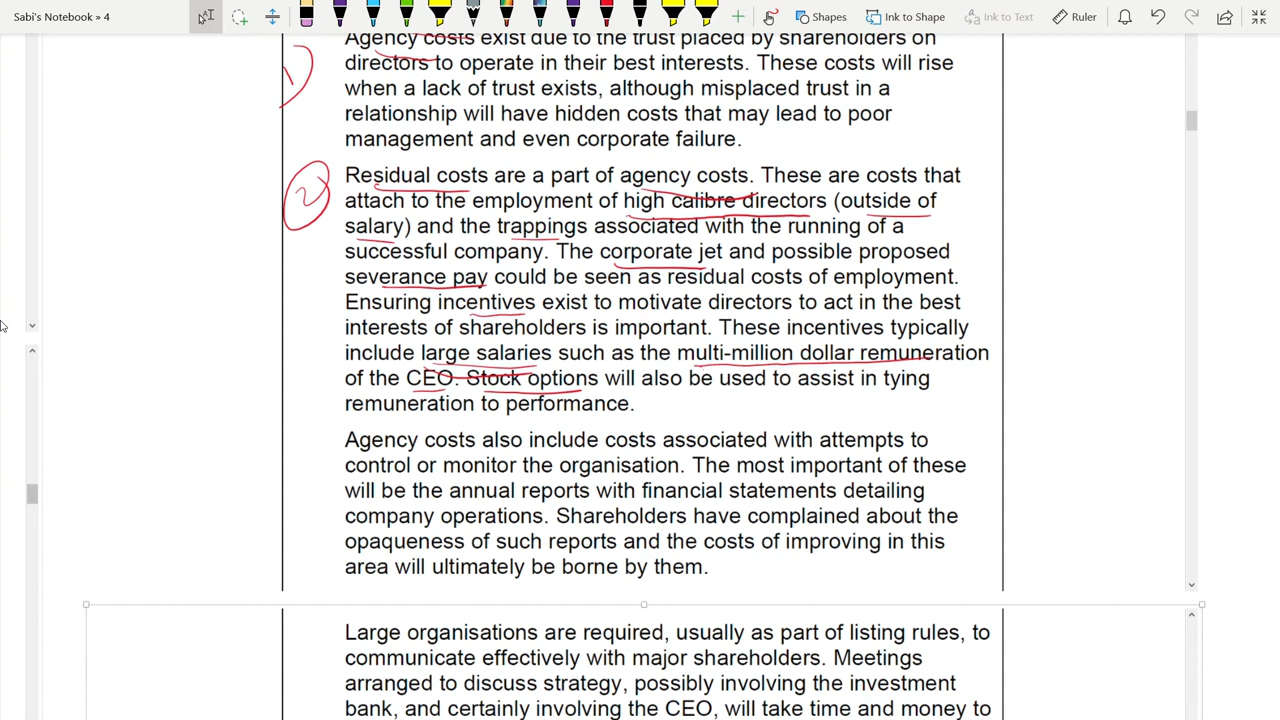 Sabi's Notebook » 4
Shapes
Ink to Shape
Ink to Text
Ruler
Agency costs exist due to the trust placed by shareholders on
directors to operate in their best interests. These costs will rise
when a lack of trust exists, although misplaced trust in a
relationship will have hidden costs that may lead to poor
management and even corporate failure.
1
2
Residual costs are a part of agency costs. These are costs that
attach to the employment of high calibre directors (outside of
salary) and the trappings associated with the running of a
successful company. The corporate jet and possible proposed
severance pay could be seen as residual costs of employment.
Ensuring incentives exist to motivate directors to act in the best
interests of shareholders is important. These incentives typically
include large salaries such as the multi-million dollar remuneration
of the CEO. Stock options will also be used to assist in tying
remuneration to performance.
Agency costs also include costs associated with attempts to
control or monitor the organisation. The most important of these
will be the annual reports with financial statements detailing
company operations. Shareholders have complained about the
opaqueness of such reports and the costs of improving in this
area will ultimately be borne by them.
Large organisations are required, usually as part of listing rules, to
communicate effectively with major shareholders. Meetings
arranged to discuss strategy, possibly involving the investment
bank, and certainly involving the CEO, will take time and money to